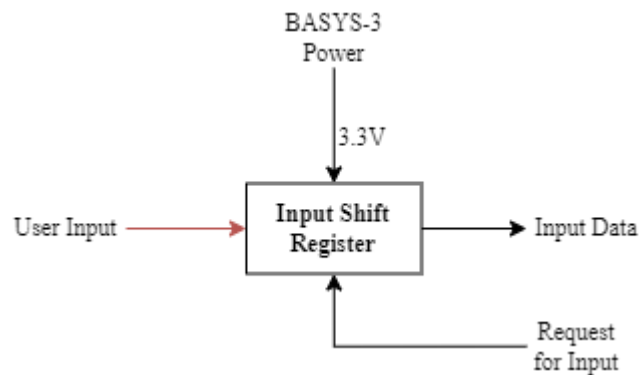 BASYS-3
Power
3.3V
User Input
Input Shift
Register
Input Data
Request
for Input